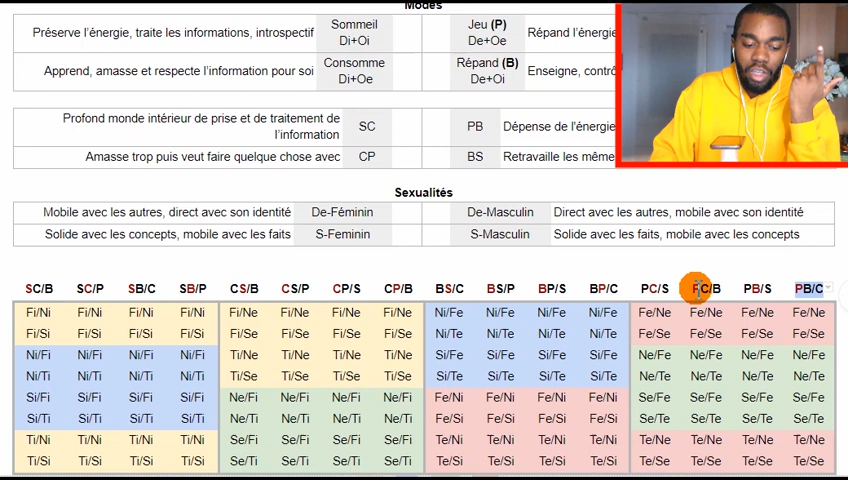 Modes
Préserve l'énergie, traite les informations, introspectif Sommeil Di+Oi Jeu (P) De+Oe Répand l'énergie
Apprend, amasse et respecte l'information pour soi Consomme Di+Oe Répand (B) De+Oi Enseigne, contrô
Profond monde intérieur de prise et de traitement de l'information SC PB Dépense de l'énergie
Amasse trop puis veut faire quelque chose avec CP BS Retravaille les même
Sexualités
Mobile avec les autres, direct avec son identité De-Féminin De-Masculin Direct avec les autres, mobile avec son identité
Solide avec les concepts, mobile avec les faits S-Feminin S-Masculin Solide avec les faits, mobile avec les concepts
SC/B SC/P SB/C SB/P CS/B CS/P CP/S CP/B BS/C BS/P BP/S BP/C PC/S PC/B PB/S PB/C
Fi/Ni Fi/Ni Fi/Ni Fi/Ni Fi/Ne Fi/Ne Fi/Ne Fi/Ne Ni/Fe Ni/Fe Ni/Fe Ni/Fe Fe/Ne Fe/Ne Fe/Ne Fe/Ne
Fi/Si Fi/Si Fi/Si Fi/Si Fi/Se Fi/Se Fi/Se Fi/Se Ni/Te Ni/Te Ni/Te Ni/Te Fe/Se Fe/Se Fe/Se Fe/Se
Ni/Fi Ni/Fi Ni/Fi Ni/Fi Ti/Ne Ti/Ne Ti/Ne Ti/Ne Si/Fe Si/Fe Si/Fe Si/Fe Ne/Fe Ne/Fe Ne/Fe Ne/Fe
Ni/Ti Ni/Ti Ni/Ti Ni/Ti Ti/Se Ti/Se Ti/Se Ti/Se Si/Te Si/Te Si/Te Si/Te Ne/Te Ne/Te Ne/Te Ne/Te
Si/Fi Si/Fi Si/Fi Si/Fi Ne/Fi Ne/Fi Ne/Fi Ne/Fi Fe/Ni Fe/Ni Fe/Ni Fe/Ni Se/Fe Se/Fe Se/Fe Se/Fe
Si/Ti Si/Ti Si/Ti Si/Ti Ne/Ti Ne/Ti Ne/Ti Ne/Ti Fe/Si Fe/Si Fe/Si Fe/Si Se/Te Se/Te Se/Te Se/Te
Ti/Ni Ti/Ni Ti/Ni Ti/Ni Se/Fi Se/Fi Se/Fi Se/Fi Te/Ni Te/Ni Te/Ni Te/Ni Te/Ne Te/Ne Te/Ne Te/Ne
Ti/Si Ti/Si Ti/Si Ti/Si Se/Ti Se/Ti Se/Ti Se/Ti Te/Si Te/Si Te/Si Te/Si Te/Se Te/Se Te/Se Te/Se